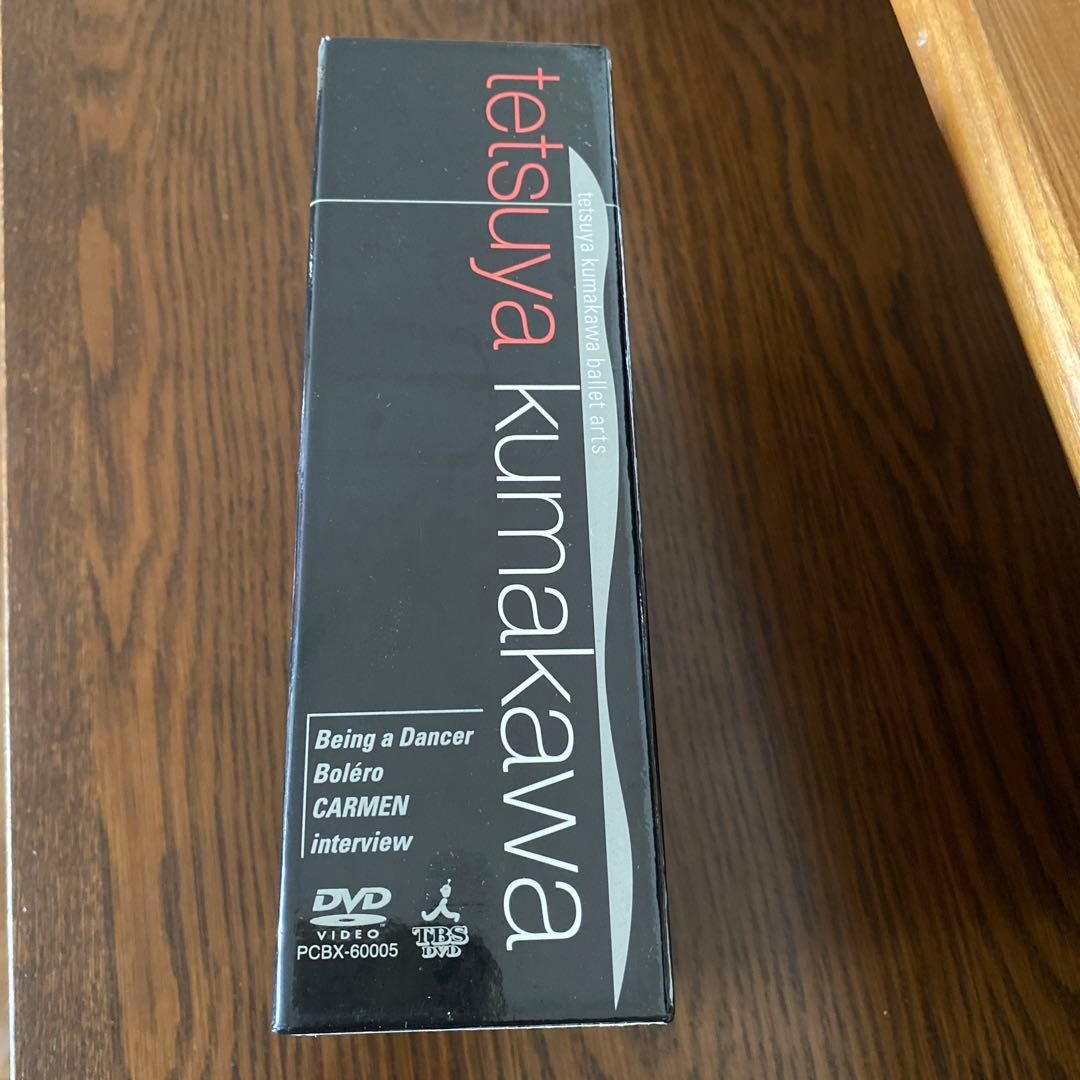 tetsuya kumakawa
tetsuya kumakawa ballet arts
Being a Dancer
Boléro
CARMEN
interview
DVD
VIDEO
PCBX-60005
TBS
DVD